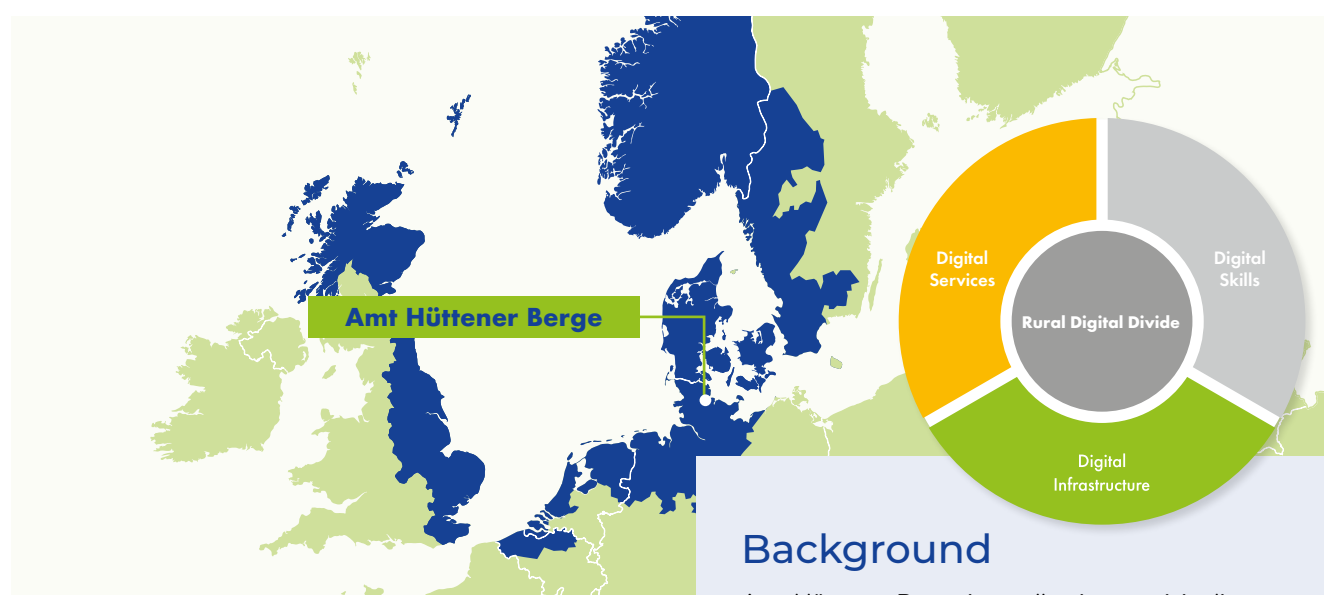 Amt Hüttener Berge
Digital
Services
Digital
Skills
Rural Digital Divide
Digital
Infrastructure
Background